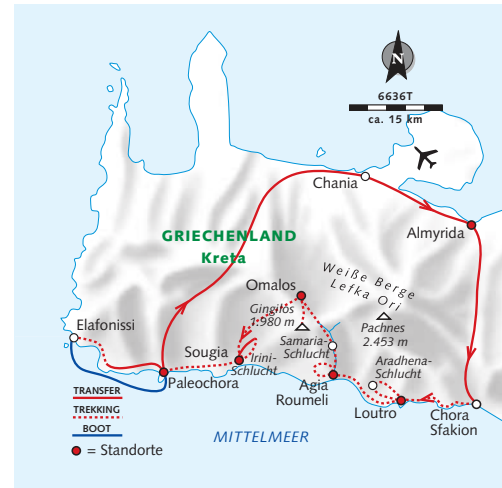 N
6636T
ca. 15 km
Chania
GRIECHENLAND
Kreta
Almyrida
Weiße Berge
Lefka Ori
Omalos
Gingilos
1.980 m
Pachnes
2.453 m
Elafonissi
Samaria-
Schlucht
Sougia
Irini-
Schlucht
Aradhena-
Schlucht
Paleochora
Agia
Roumeli
Loutro
Chora
Sfakion
TRANSFER
TREKKING
BOOT
= Standorte
MITTELMEER